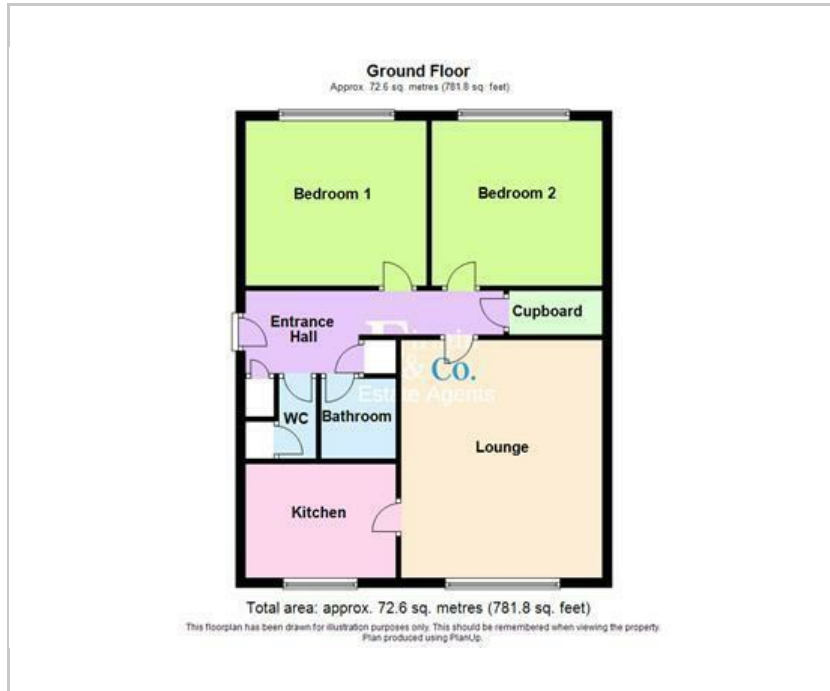 Ground Floor
Approx. 72.6 sq. metres (781.8 sq. feet)
Bedroom 1
Bedroom 2
Entrance
Hall
Cupboard
& Co.
Estate Agents
WC
Bathroom
Lounge
Kitchen
Total area: approx. 72.6 sq. metres (781.8 sq. feet)
This floorplan has been drawn for illustration purposes only. This should be remembered when viewing the property.
Plan produced using PlanUp.